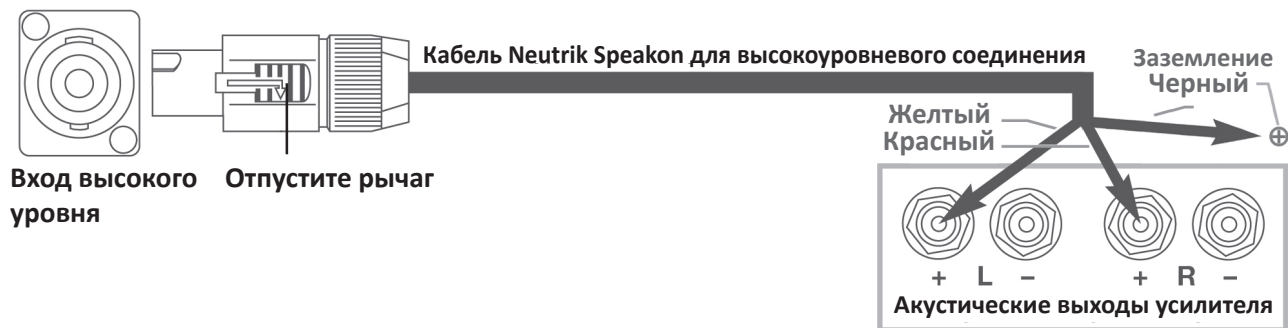 Кабель Neutrik Speakon для высокоуровневого соединения
Заземление
Черный
Желтый
Красный
Вход высокого
уровня
Отпустите рычаг
+ L − + R −
Акустические выходы усилителя